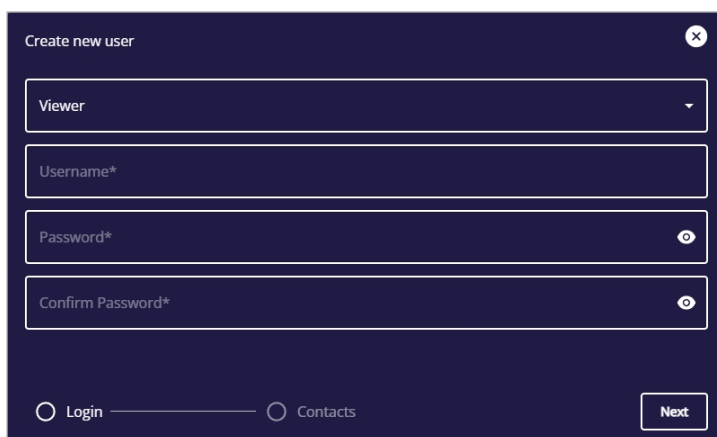 Create new user
Viewer
Username*
Password*
Confirm Password*
Login Contacts Next